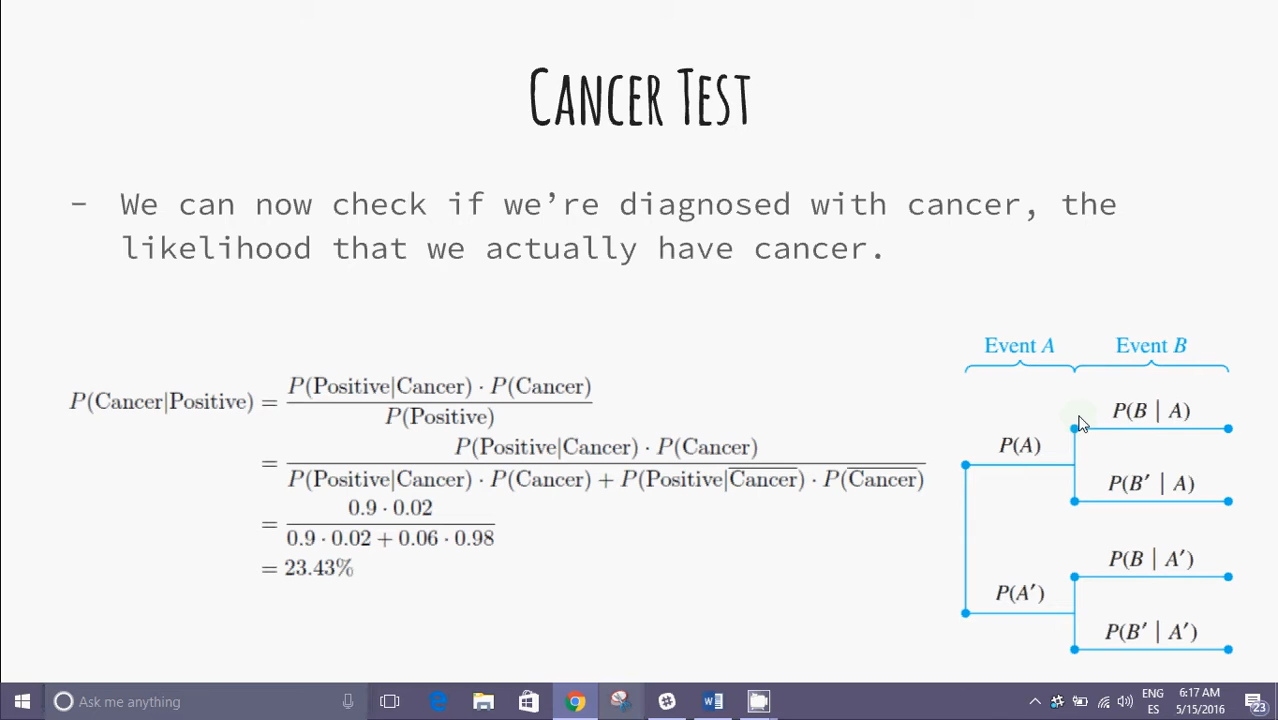 CANCER TEST
- We can now check if we're diagnosed with cancer, the
likelihood that we actually have cancer.
P(Cancer|Positive) = P(Positive|Cancer) · P(Cancer)
P(Positive)
= P(Positive|Cancer) · P(Cancer)
P(Positive|Cancer) · P(Cancer) + P(Positive|C̅a̅n̅c̅e̅r̅) · P(C̅a̅n̅c̅e̅r̅)
= 0.9 · 0.02
0.9 · 0.02 + 0.06 · 0.98
= 23.43%
Event A Event B
P(B | A)
P(A)
P(B′ | A)
P(B | A′)
P(A′)
P(B′ | A′)
Ask me anything
ENG 6:17 AM
ES 5/15/2016
23